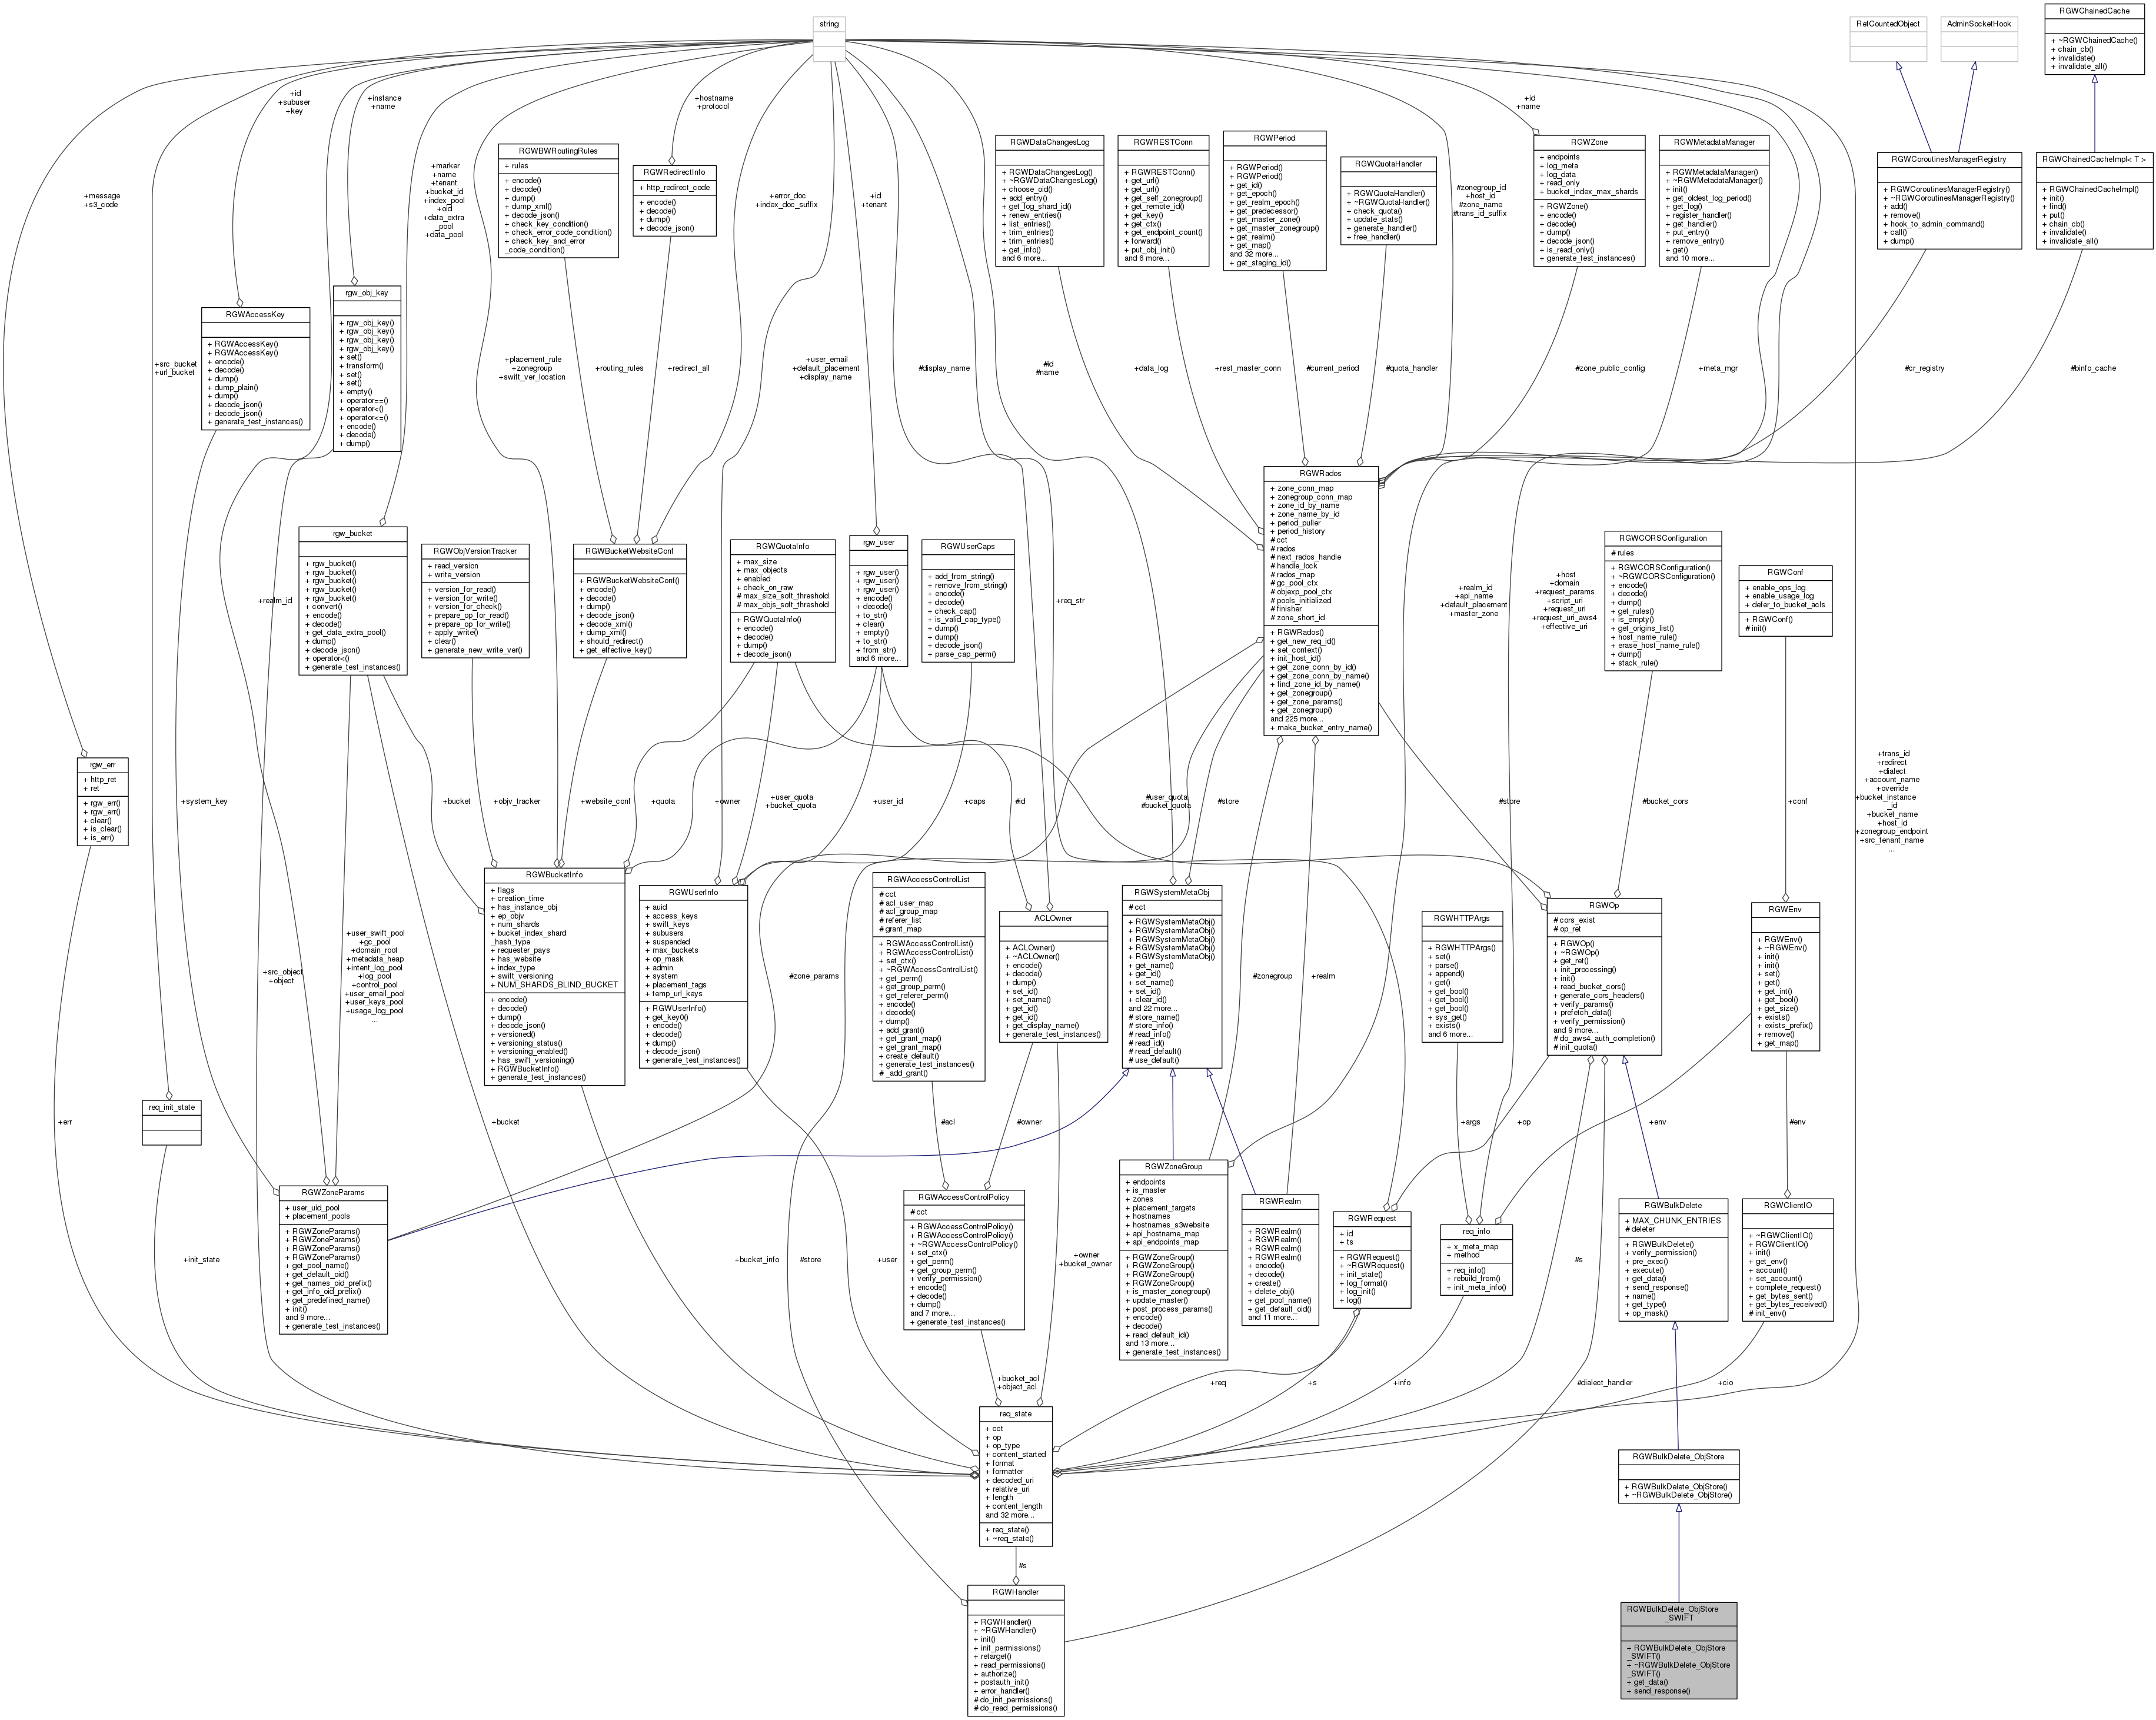 string
RefCountedObject
AdminSocketHook
RGWChainedCache
+ ~RGWChainedCache()
+ chain_cb()
+ invalidate()
+ invalidate_all()
+message
+s3_code
+id
+subuser
+key
+instance
+name
+marker
+name
+tenant
+bucket_id
+index_pool
+oid
+data_extra
_pool
+data_pool
RGWBWRoutingRules
+ rules
+ encode()
+ decode()
+ dump()
+ dump_xml()
+ decode_json()
+ check_key_condition()
+ check_error_code_condition()
+ check_key_and_error
_code_condition()
+hostname
+protocol
RGWRedirectInfo
+ http_redirect_code
+ encode()
+ decode()
+ dump()
+ decode_json()
+error_doc
+index_doc_suffix
+id
+tenant
RGWDataChangesLog
+ RGWDataChangesLog()
+ ~RGWDataChangesLog()
+ choose_oid()
+ add_entry()
+ get_log_shard_id()
+ renew_entries()
+ list_entries()
+ trim_entries()
+ trim_entries()
+ get_info()
and 6 more...
RGWRESTConn
+ RGWRESTConn()
+ get_url()
+ get_url()
+ get_self_zonegroup()
+ get_remote_id()
+ get_key()
+ get_ctx()
+ get_endpoint_count()
+ forward()
+ put_obj_init()
and 6 more...
RGWPeriod
+ RGWPeriod()
+ RGWPeriod()
+ get_id()
+ get_epoch()
+ get_realm_epoch()
+ get_predecessor()
+ get_master_zone()
+ get_master_zonegroup()
+ get_realm()
+ get_map()
and 32 more...
+ get_staging_id()
RGWQuotaHandler
+ RGWQuotaHandler()
+ ~RGWQuotaHandler()
+ check_quota()
+ update_stats()
+ generate_handler()
+ free_handler()
#zonegroup_id
+host_id
#zone_name
#trans_id_suffix
+id
+name
RGWZone
+ endpoints
+ log_meta
+ log_data
+ read_only
+ bucket_index_max_shards
+ RGWZone()
+ encode()
+ decode()
+ dump()
+ decode_json()
+ is_read_only()
+ generate_test_instances()
RGWMetadataManager
+ RGWMetadataManager()
+ ~RGWMetadataManager()
+ init()
+ get_oldest_log_period()
+ get_log()
+ register_handler()
+ get_handler()
+ put_entry()
+ remove_entry()
+ get()
and 10 more...
RGWCoroutinesManagerRegistry
+ RGWCoroutinesManagerRegistry()
+ ~RGWCoroutinesManagerRegistry()
+ add()
+ remove()
+ hook_to_admin_command()
+ call()
+ dump()
RGWChainedCacheImpl< T >
+ RGWChainedCacheImpl()
+ init()
+ find()
+ put()
+ chain_cb()
+ invalidate()
+ invalidate_all()
RGWAccessKey
+ RGWAccessKey()
+ RGWAccessKey()
+ encode()
+ decode()
+ dump()
+ dump_plain()
+ dump()
+ decode_json()
+ decode_json()
+ generate_test_instances()
rgw_obj_key
+ rgw_obj_key()
+ rgw_obj_key()
+ rgw_obj_key()
+ rgw_obj_key()
+ set()
+ transform()
+ set()
+ set()
+ empty()
+ operator==()
+ operator<()
+ operator<=()
+ encode()
+ decode()
+ dump()
+src_bucket
+url_bucket
+placement_rule
+zonegroup
+swift_ver_location
+routing_rules
+redirect_all
+user_email
+default_placement
+display_name
#display_name
#id
#name
+data_log
+rest_master_conn
#current_period
#quota_handler
#zone_public_config
+meta_mgr
#cr_registry
#binfo_cache
rgw_bucket
+ rgw_bucket()
+ rgw_bucket()
+ rgw_bucket()
+ rgw_bucket()
+ rgw_bucket()
+ convert()
+ encode()
+ decode()
+ get_data_extra_pool()
+ dump()
+ decode_json()
+ operator<()
+ generate_test_instances()
RGWObjVersionTracker
+ read_version
+ write_version
+ version_for_read()
+ version_for_write()
+ version_for_check()
+ prepare_op_for_read()
+ prepare_op_for_write()
+ apply_write()
+ clear()
+ generate_new_write_ver()
RGWBucketWebsiteConf
+ RGWBucketWebsiteConf()
+ encode()
+ decode()
+ dump()
+ decode_json()
+ decode_xml()
+ dump_xml()
+ should_redirect()
+ get_effective_key()
RGWQuotaInfo
+ max_size
+ max_objects
+ enabled
+ check_on_raw
# max_size_soft_threshold
# max_objs_soft_threshold
+ RGWQuotaInfo()
+ encode()
+ decode()
+ dump()
+ decode_json()
rgw_user
+ rgw_user()
+ rgw_user()
+ rgw_user()
+ encode()
+ decode()
+ to_str()
+ clear()
+ empty()
+ to_str()
+ from_str()
and 6 more...
RGWUserCaps
+ add_from_string()
+ remove_from_string()
+ encode()
+ decode()
+ check_cap()
+ is_valid_cap_type()
+ dump()
+ dump()
+ decode_json()
+ parse_cap_perm()
+req_str
RGWRados
+ zone_conn_map
+ zonegroup_conn_map
+ zone_id_by_name
+ zone_name_by_id
+ period_puller
+ period_history
# cct
# rados
# next_rados_handle
# handle_lock
# rados_map
# gc_pool_ctx
# objexp_pool_ctx
# pools_initialized
# finisher
# zone_short_id
+ RGWRados()
+ get_new_req_id()
+ set_context()
+ init_host_id()
+ get_zone_conn_by_id()
+ get_zone_conn_by_name()
+ find_zone_id_by_name()
+ get_zonegroup()
+ get_zone_params()
+ get_zonegroup()
and 225 more...
+ make_bucket_entry_name()
+realm_id
+api_name
+default_placement
+master_zone
+host
+domain
+request_params
+script_uri
+request_uri
+request_uri_aws4
+effective_uri
RGWCORSConfiguration
# rules
+ RGWCORSConfiguration()
+ ~RGWCORSConfiguration()
+ encode()
+ decode()
+ dump()
+ get_rules()
+ is_empty()
+ get_origins_list()
+ host_name_rule()
+ erase_host_name_rule()
+ dump()
+ stack_rule()
RGWConf
+ enable_ops_log
+ enable_usage_log
+ defer_to_bucket_acls
+ RGWConf()
# init()
+realm_id
rgw_err
+ http_ret
+ ret
+ rgw_err()
+ rgw_err()
+ clear()
+ is_clear()
+ is_err()
+system_key
+bucket
+objv_tracker
+website_conf
+quota
+owner
+user_quota
+bucket_quota
+user_id
+caps
#id
#user_quota
#bucket_quota
#store
#store
#bucket_cors
+conf
+trans_id
+redirect
+dialect
+account_name
+override
+bucket_instance
_id
+bucket_name
+host_id
+zonegroup_endpoint
+src_tenant_name
...
RGWBucketInfo
+ flags
+ creation_time
+ has_instance_obj
+ ep_objv
+ num_shards
+ bucket_index_shard
_hash_type
+ requester_pays
+ has_website
+ index_type
+ swift_versioning
+ NUM_SHARDS_BLIND_BUCKET
+ encode()
+ decode()
+ dump()
+ decode_json()
+ versioned()
+ versioning_status()
+ versioning_enabled()
+ has_swift_versioning()
+ RGWBucketInfo()
+ generate_test_instances()
RGWUserInfo
+ auid
+ access_keys
+ swift_keys
+ subusers
+ suspended
+ max_buckets
+ op_mask
+ admin
+ system
+ placement_tags
+ temp_url_keys
+ RGWUserInfo()
+ get_key0()
+ encode()
+ decode()
+ dump()
+ decode_json()
+ generate_test_instances()
RGWAccessControlList
# cct
# acl_user_map
# acl_group_map
# referer_list
# grant_map
+ RGWAccessControlList()
+ RGWAccessControlList()
+ set_ctx()
+ ~RGWAccessControlList()
+ get_perm()
+ get_group_perm()
+ get_referer_perm()
+ encode()
+ decode()
+ dump()
+ add_grant()
+ get_grant_map()
+ get_grant_map()
+ create_default()
+ generate_test_instances()
# _add_grant()
ACLOwner
+ ACLOwner()
+ ~ACLOwner()
+ encode()
+ decode()
+ dump()
+ set_id()
+ set_name()
+ get_id()
+ get_id()
+ get_display_name()
+ generate_test_instances()
RGWSystemMetaObj
# cct
+ RGWSystemMetaObj()
+ RGWSystemMetaObj()
+ RGWSystemMetaObj()
+ RGWSystemMetaObj()
+ RGWSystemMetaObj()
+ get_name()
+ get_id()
+ set_name()
+ set_id()
+ clear_id()
and 22 more...
# store_name()
# store_info()
# read_info()
# read_id()
# read_default()
# use_default()
#zonegroup
+realm
RGWHTTPArgs
+ RGWHTTPArgs()
+ set()
+ parse()
+ append()
+ get()
+ get_bool()
+ get_bool()
+ get_bool()
+ sys_get()
+ exists()
and 6 more...
RGWOp
# cors_exist
# op_ret
+ RGWOp()
+ ~RGWOp()
+ get_ret()
+ init_processing()
+ init()
+ read_bucket_cors()
+ generate_cors_headers()
+ verify_params()
+ prefetch_data()
+ verify_permission()
and 9 more...
# do_aws4_auth_completion()
# init_quota()
RGWEnv
+ RGWEnv()
+ ~RGWEnv()
+ init()
+ init()
+ set()
+ get()
+ get_int()
+ get_bool()
+ get_size()
+ exists()
+ exists_prefix()
+ remove()
+ get_map()
+src_object
+object
+user_swift_pool
+gc_pool
+domain_root
+metadata_heap
+intent_log_pool
+log_pool
+control_pool
+user_email_pool
+user_keys_pool
+usage_log_pool
...
#zone_params
+err
req_init_state
+bucket
#acl
#owner
+args
+op
#s
+env
#env
RGWZoneParams
+ user_uid_pool
+ placement_pools
+ RGWZoneParams()
+ RGWZoneParams()
+ RGWZoneParams()
+ RGWZoneParams()
+ get_pool_name()
+ get_default_oid()
+ get_names_oid_prefix()
+ get_info_oid_prefix()
+ get_predefined_name()
+ init()
and 9 more...
+ generate_test_instances()
RGWAccessControlPolicy
# cct
+ RGWAccessControlPolicy()
+ RGWAccessControlPolicy()
+ ~RGWAccessControlPolicy()
+ set_ctx()
+ get_perm()
+ get_group_perm()
+ verify_permission()
+ encode()
+ decode()
+ dump()
and 7 more...
+ generate_test_instances()
RGWZoneGroup
+ endpoints
+ is_master
+ zones
+ placement_targets
+ hostnames
+ hostnames_s3website
+ api_hostname_map
+ api_endpoints_map
+ RGWZoneGroup()
+ RGWZoneGroup()
+ RGWZoneGroup()
+ RGWZoneGroup()
+ is_master_zonegroup()
+ update_master()
+ post_process_params()
+ encode()
+ decode()
+ read_default_id()
and 13 more...
+ generate_test_instances()
RGWRealm
+ RGWRealm()
+ RGWRealm()
+ RGWRealm()
+ RGWRealm()
+ encode()
+ decode()
+ create()
+ delete_obj()
+ get_pool_name()
+ get_default_oid()
and 11 more...
RGWRequest
+ id
+ ts
+ RGWRequest()
+ ~RGWRequest()
+ init_state()
+ log_format()
+ log_init()
+ log()
req_info
+ x_meta_map
+ method
+ req_info()
+ rebuild_from()
+ init_meta_info()
RGWBulkDelete
+ MAX_CHUNK_ENTRIES
# deleter
+ RGWBulkDelete()
+ verify_permission()
+ pre_exec()
+ execute()
+ get_data()
+ send_response()
+ name()
+ get_type()
+ op_mask()
RGWClientIO
+ ~RGWClientIO()
+ RGWClientIO()
+ init()
+ get_env()
+ account()
+ set_account()
+ complete_request()
+ get_bytes_sent()
+ get_bytes_received()
# init_env()
+init_state
+bucket_info
#store
+user
+owner
+bucket_owner
+bucket_acl
+object_acl
+req
+s
+info
#dialect_handler
+cio
req_state
+ cct
+ op
+ op_type
+ content_started
+ format
+ formatter
+ decoded_uri
+ relative_uri
+ length
+ content_length
and 32 more...
+ req_state()
+ ~req_state()
RGWBulkDelete_ObjStore
+ RGWBulkDelete_ObjStore()
+ ~RGWBulkDelete_ObjStore()
#s
RGWHandler
+ RGWHandler()
+ ~RGWHandler()
+ init()
+ init_permissions()
+ retarget()
+ read_permissions()
+ authorize()
+ postauth_init()
+ error_handler()
# do_init_permissions()
# do_read_permissions()
RGWBulkDelete_ObjStore
_SWIFT
+ RGWBulkDelete_ObjStore
_SWIFT()
+ ~RGWBulkDelete_ObjStore
_SWIFT()
+ get_data()
+ send_response()